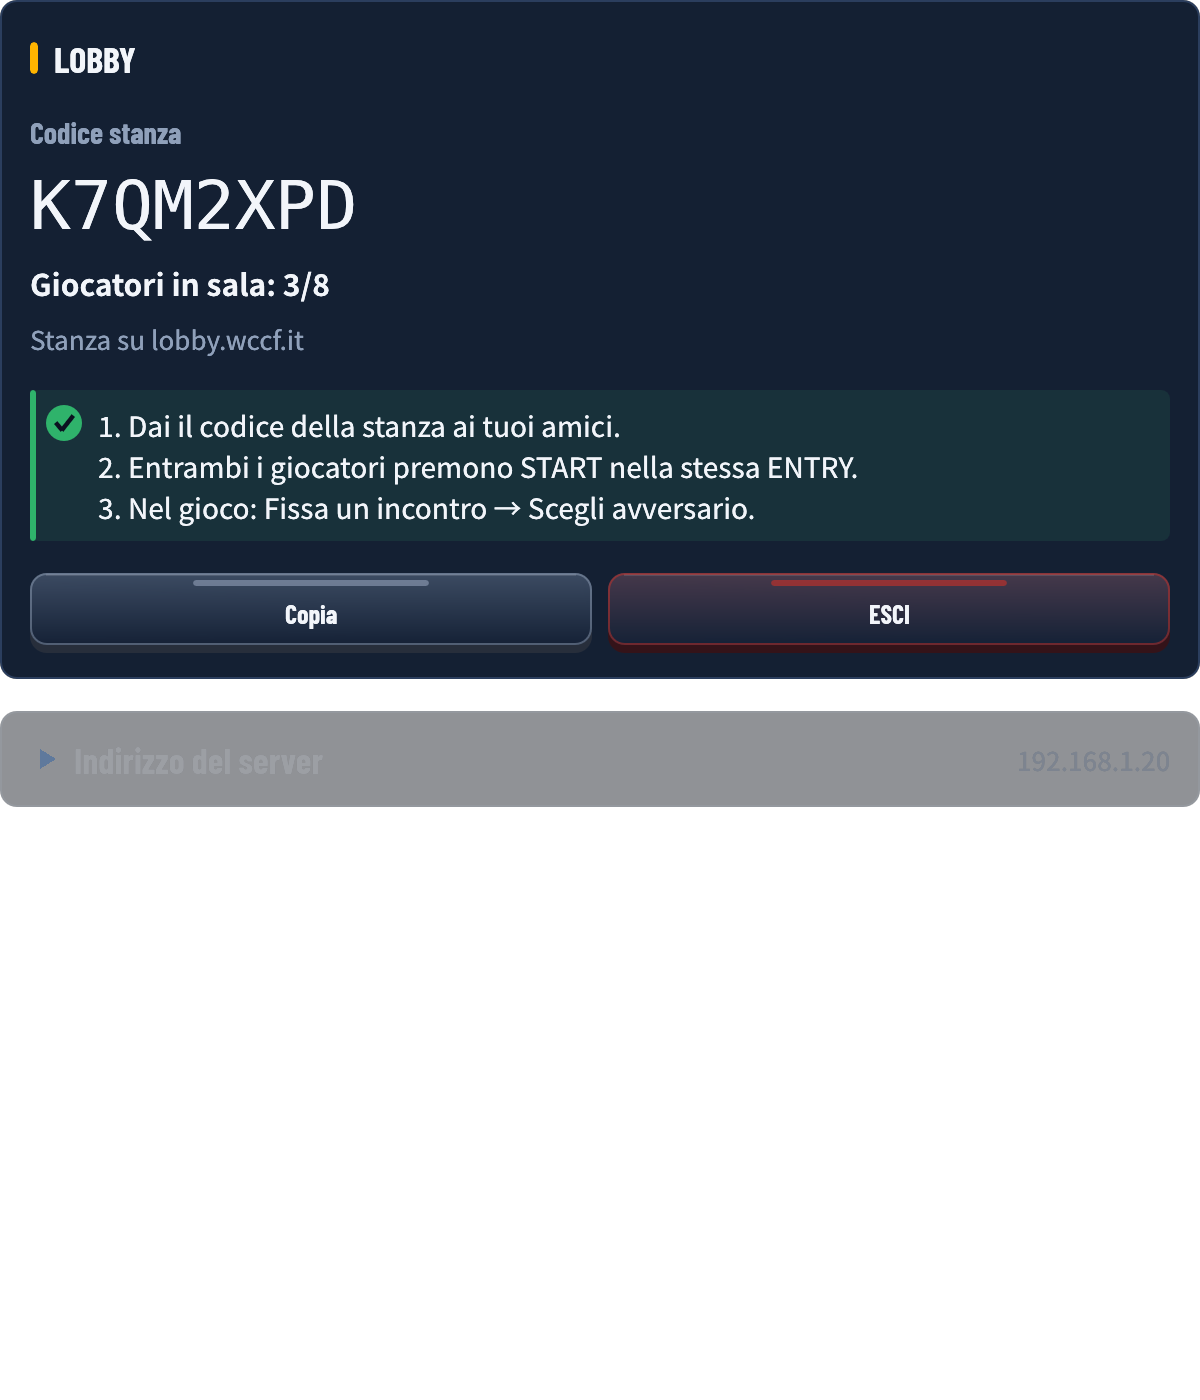 LOBBY
Codice stanza
K7QM2XPD
Giocatori in sala: 3/8
Stanza su lobby.wccf.it
1. Dai il codice della stanza ai tuoi amici.
2. Entrambi i giocatori premono START nella stessa ENTRY.
3. Nel gioco: Fissa un incontro → Scegli avversario.
Copia
ESCI
Indirizzo del server
192.168.1.20